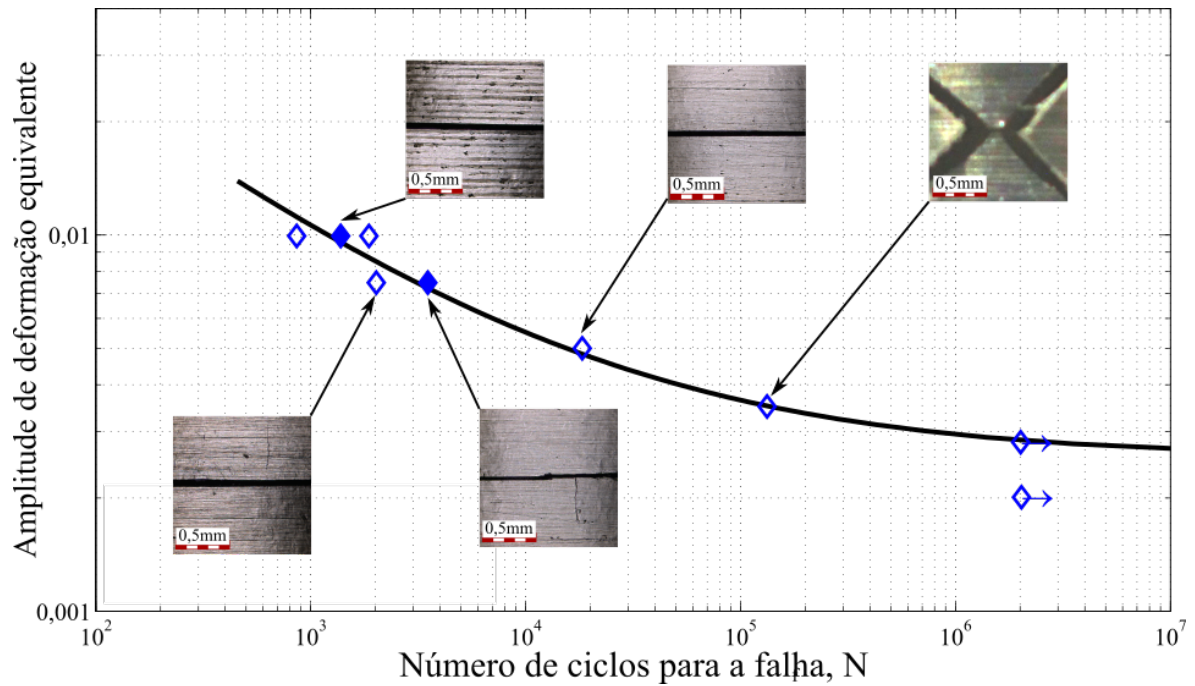 Amplitude de deformação equivalente
0,01
0,001
0,5mm
0,5mm
0,5mm
0,5mm
0,5mm
10²
10³
10⁴
10⁵
10⁶
10⁷
Número de ciclos para a falha, N